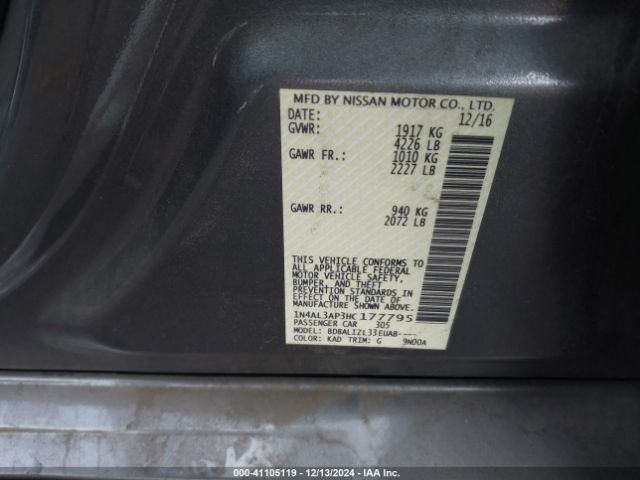 MFD BY NISSAN MOTOR CO., LTD.
DATE: 12/16
GVWR: 1917 KG
4226 LB
GAWR FR.: 1010 KG
2227 LB
GAWR RR.: 940 KG
2072 LB
THIS VEHICLE CONFORMS TO
ALL APPLICABLE FEDERAL
MOTOR VEHICLE SAFETY,
BUMPER, AND THEFT
PREVENTION STANDARDS IN
EFFECT ON THE DATE OF
MANUFACTURE SHOWN ABOVE.
1N4AL3AP3HC177795
PASSENGER CAR 305
MODEL: BDBALIZL33EUAB----
COLOR: KAD TRIM: G 9N00A
000-41105119 - 12/13/2024 - IAA Inc.